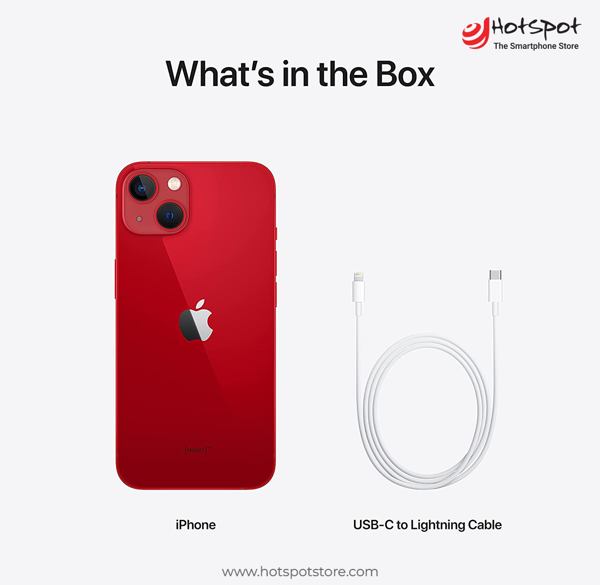 HOTSPOT
The Smartphone Store
What's in the Box
iPhone
USB-C to Lightning Cable
www.hotspotstore.com